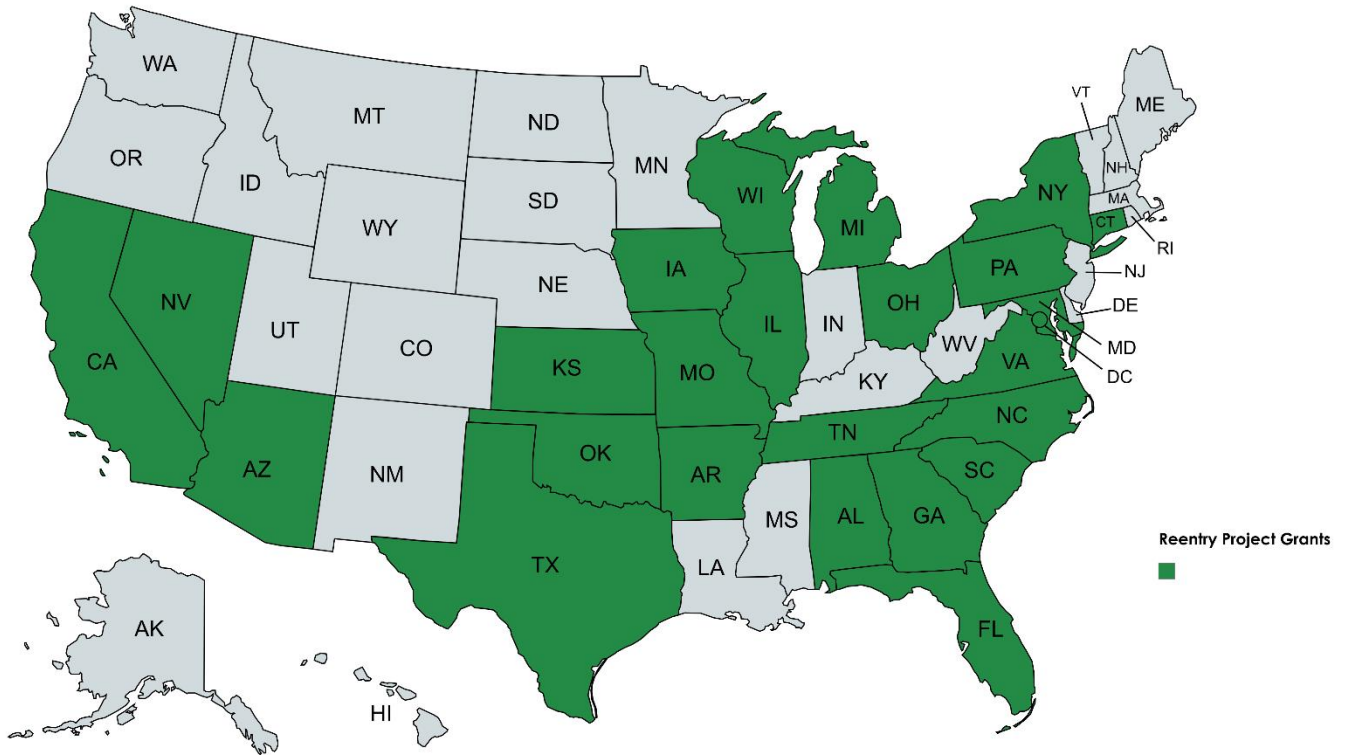 WA
MT
ND
MN
VT
ME
OR
ID
SD
WI
NY
NH
MA
WY
MI
CT
RI
IA
PA
NJ
NE
NV
OH
DE
IL
IN
UT
CO
WV
MD
CA
KS
MO
VA
DC
KY
NC
TN
OK
AZ
NM
AR
SC
MS
AL
GA
Reentry Project Grants
TX
LA
FL
AK
HI